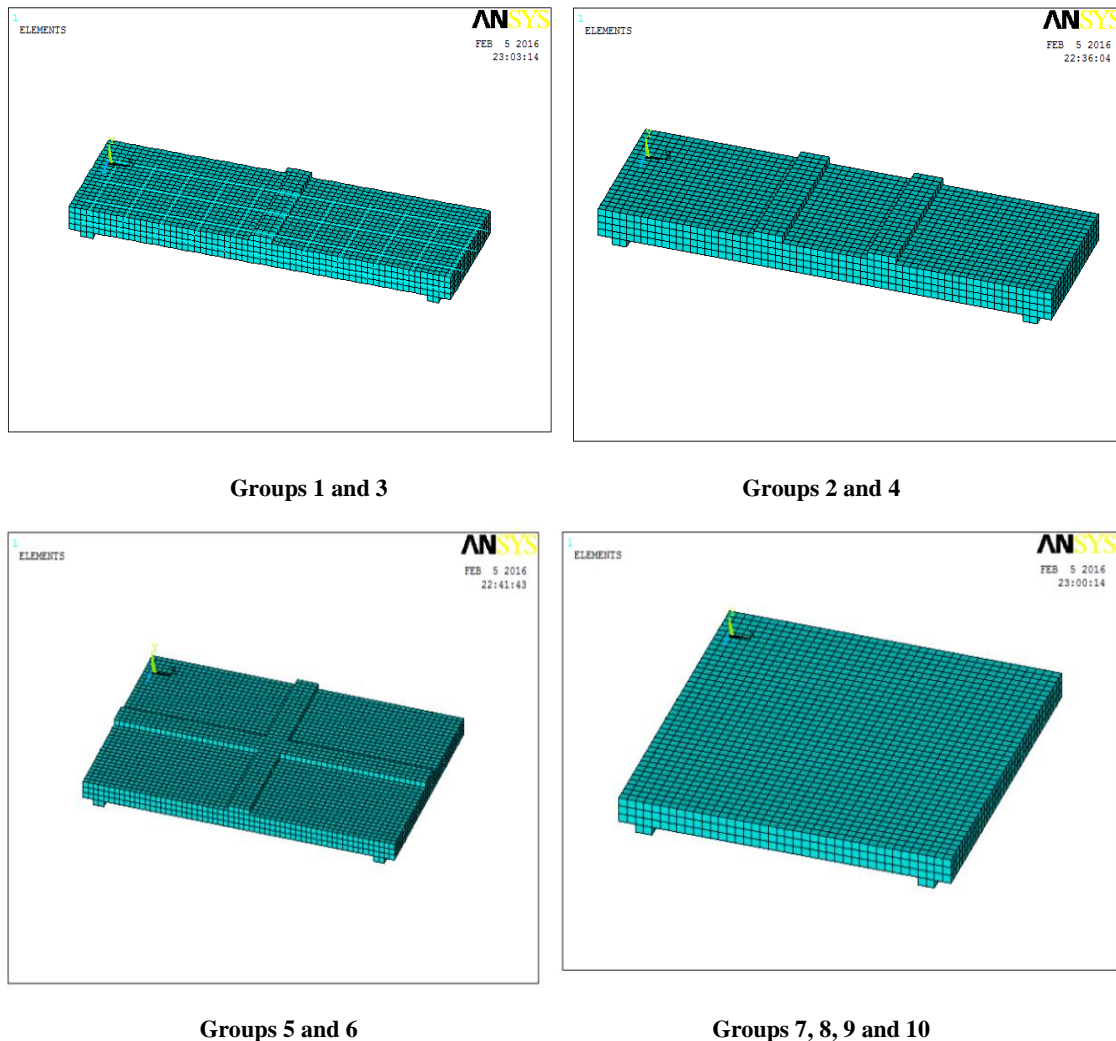 1
ELEMENTS
ANSYS
FEB 5 2016
23:03:14
1
ELEMENTS
ANSYS
FEB 5 2016
22:36:04
Groups 1 and 3
Groups 2 and 4
1
ELEMENTS
ANSYS
FEB 5 2016
22:41:43
1
ELEMENTS
ANSYS
FEB 5 2016
23:00:14
Groups 5 and 6
Groups 7, 8, 9 and 10